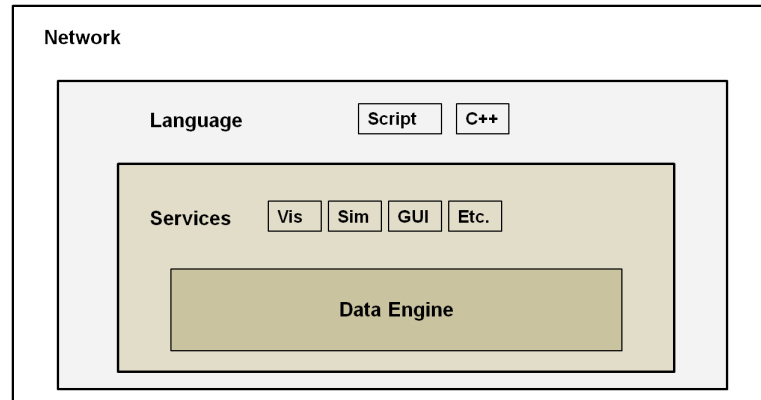 Network
Language Script C++
Services Vis Sim GUI Etc.
Data Engine